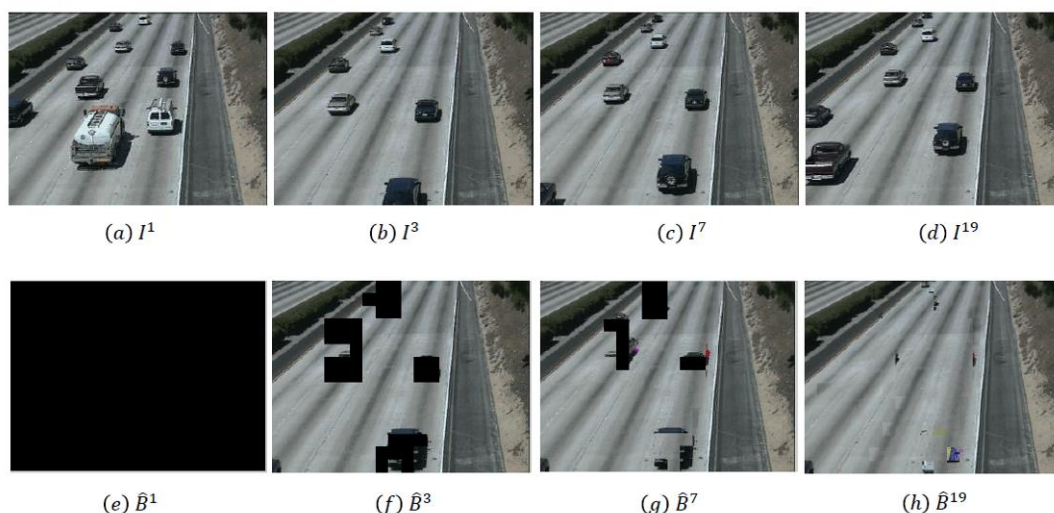 (a) I¹
(b) I³
(c) I⁷
(d) I¹⁹
(e) B̂¹
(f) B̂³
(g) B̂⁷
(h) B̂¹⁹